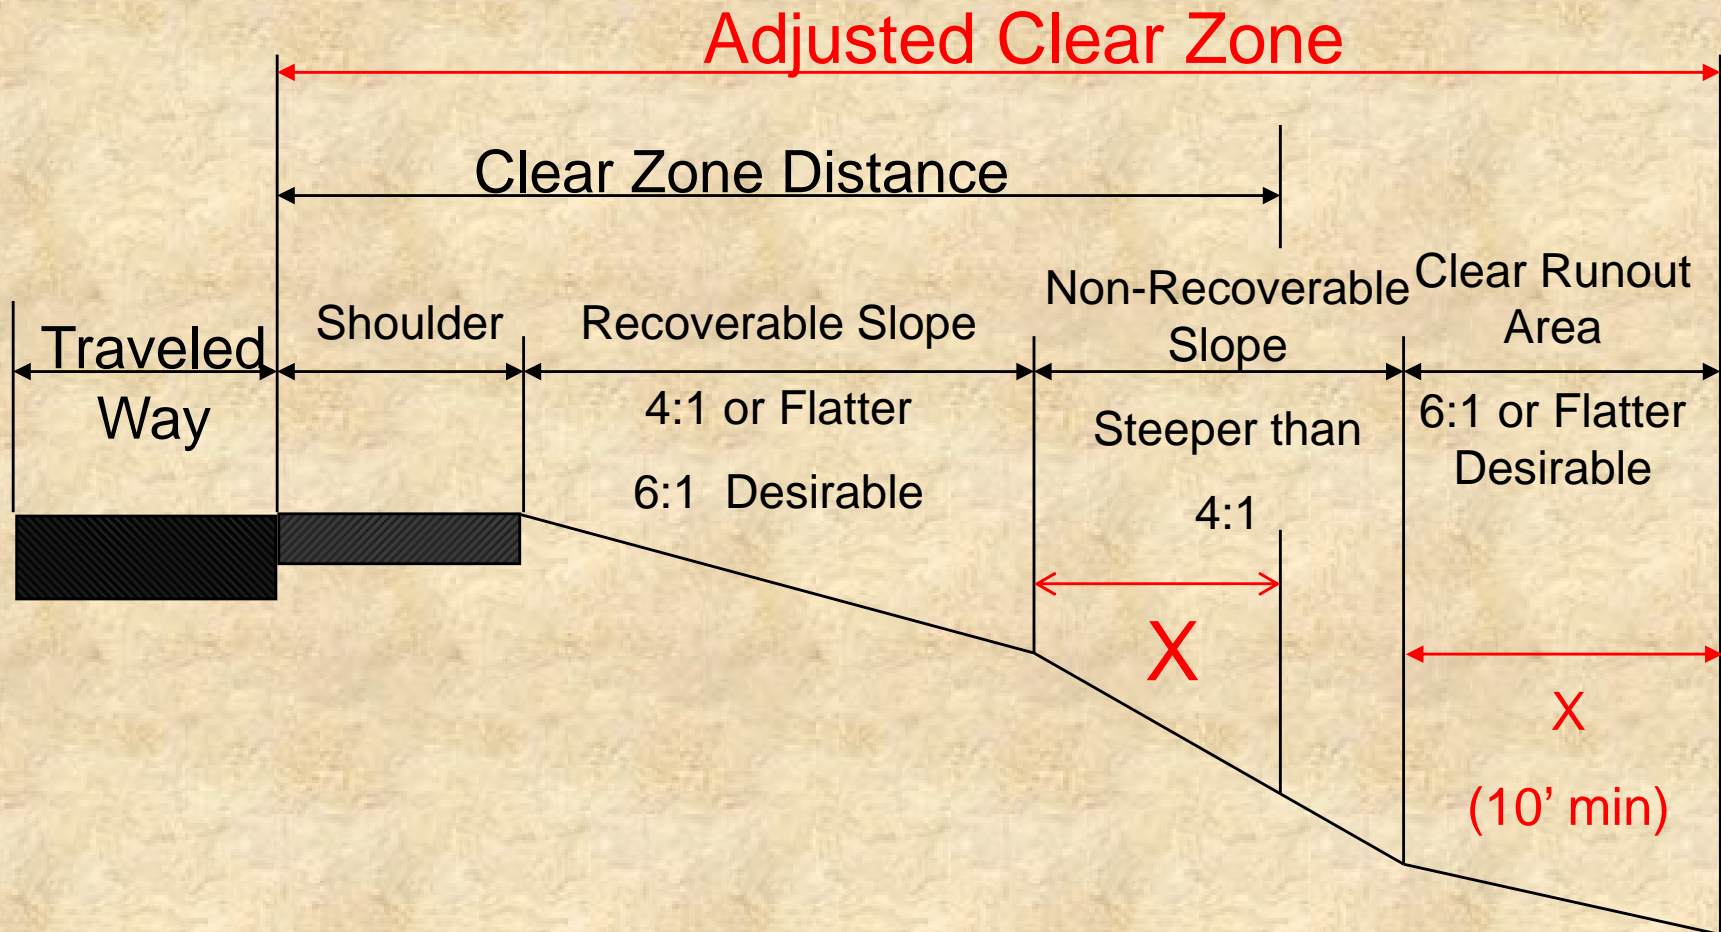 Adjusted Clear Zone
Clear Zone Distance
Traveled
Way
Shoulder
Recoverable Slope
4:1 or Flatter
6:1 Desirable
Non-Recoverable
Slope
Steeper than
4:1
Clear Runout
Area
6:1 or Flatter
Desirable
X
X
(10’ min)